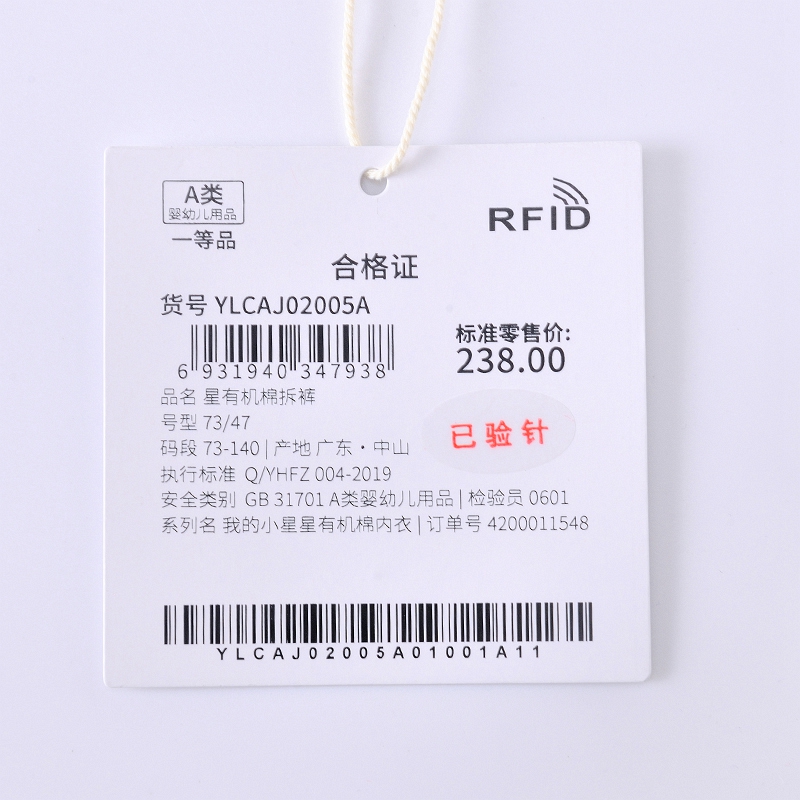 A类
婴幼儿用品
一等品
RFID
合格证
货号 YLCAJ02005A
6 931940 347938
标准零售价:
238.00
品名 星有机棉拆裤
号型 73/47
已验针
码段 73-140 | 产地 广东·中山
执行标准 Q/YHFZ 004-2019
安全类别 GB 31701 A类婴幼儿用品 | 检验员 0601
系列名 我的小星星有机棉内衣 | 订单号 4200011548
YLCAJ02005A01001A11